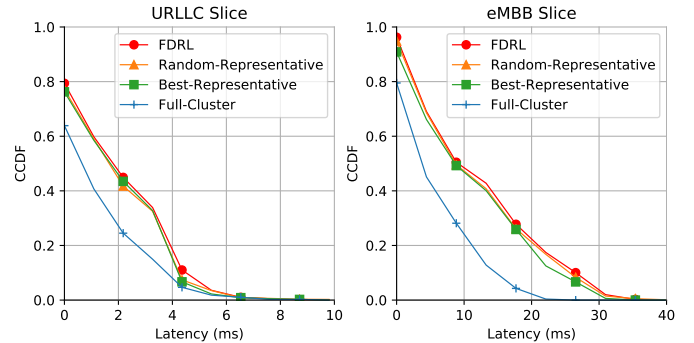 URLLC Slice
1.0
0.8
0.6
0.4
0.2
0.0
CCDF
FDRL
Random-Representative
Best-Representative
Full-Cluster
0 2 4 6 8 10
Latency (ms)
eMBB Slice
1.0
0.8
0.6
0.4
0.2
0.0
CCDF
FDRL
Random-Representative
Best-Representative
Full-Cluster
0 10 20 30 40
Latency (ms)